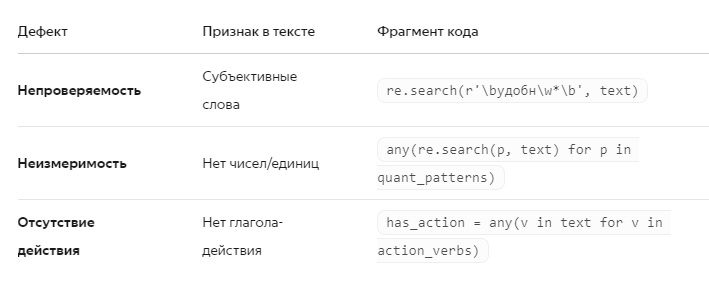 Дефект Признак в тексте Фрагмент кода
Непроверяемость Субъективные слова re.search(r'\bудобн\w*\b', text)
Неизмеримость Нет чисел/единиц any(re.search(p, text) for p in quant_patterns)
Отсутствие действия Нет глагола-действия has_action = any(v in text for v in action_verbs)